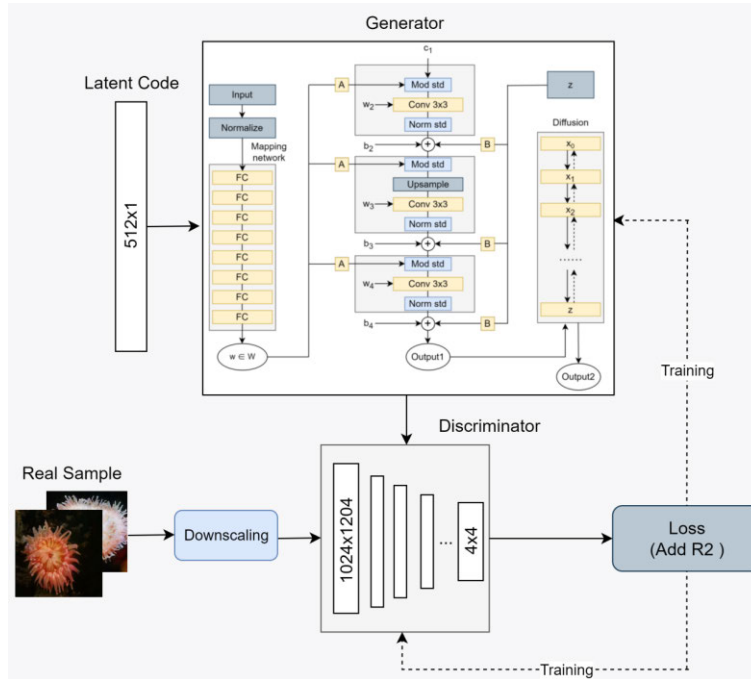 Generator
Latent Code
512x1
Input
Normalize
Mapping
network
FC
FC
FC
FC
FC
FC
FC
FC
w ∈ W
c₁
A
Mod std
w₂
Conv 3x3
Norm std
b₂
+
B
A
Mod std
Upsample
w₃
Conv 3x3
Norm std
b₃
+
B
A
Mod std
w₄
Conv 3x3
Norm std
b₄
+
B
Output1
z
Diffusion
x₀
x₁
x₂
......
z
Output2
Training
Discriminator
Real Sample
Downscaling
1024x1204
...
4x4
Loss
(Add R2 )
Training